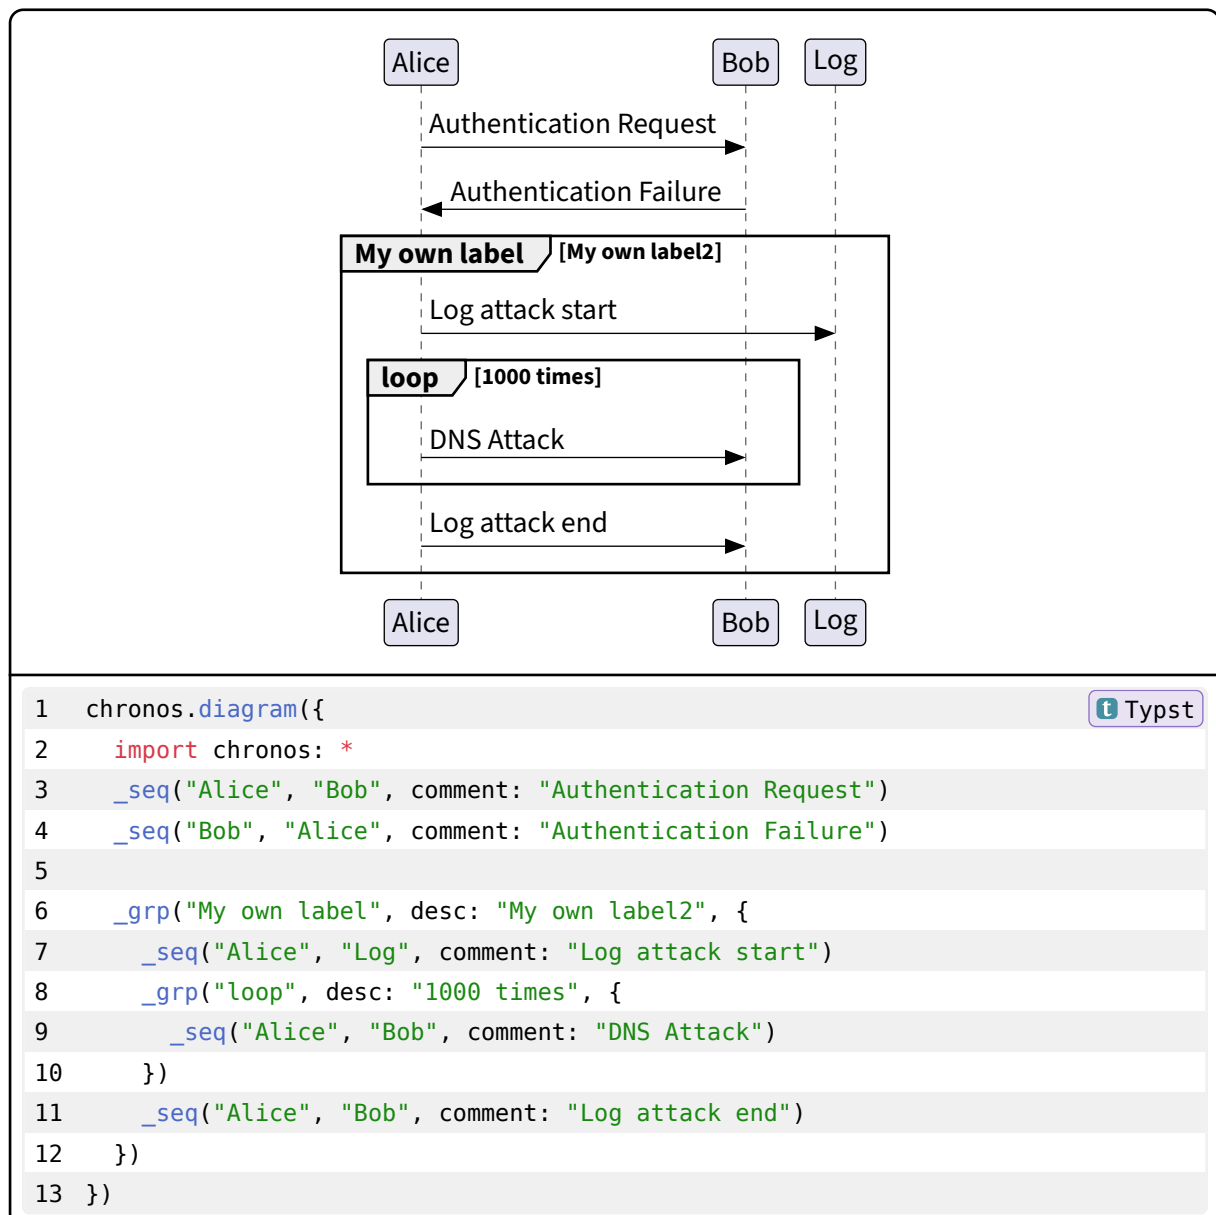 Alice Bob Log
Authentication Request
Authentication Failure
My own label [My own label2]
Log attack start
loop [1000 times]
DNS Attack
Log attack end
Alice Bob Log
1 chronos.diagram({
t Typst
2   import chronos: *
3   _seq("Alice", "Bob", comment: "Authentication Request")
4   _seq("Bob", "Alice", comment: "Authentication Failure")
5
6   _grp("My own label", desc: "My own label2", {
7     _seq("Alice", "Log", comment: "Log attack start")
8     _grp("loop", desc: "1000 times", {
9       _seq("Alice", "Bob", comment: "DNS Attack")
10     })
11     _seq("Alice", "Bob", comment: "Log attack end")
12   })
13 })